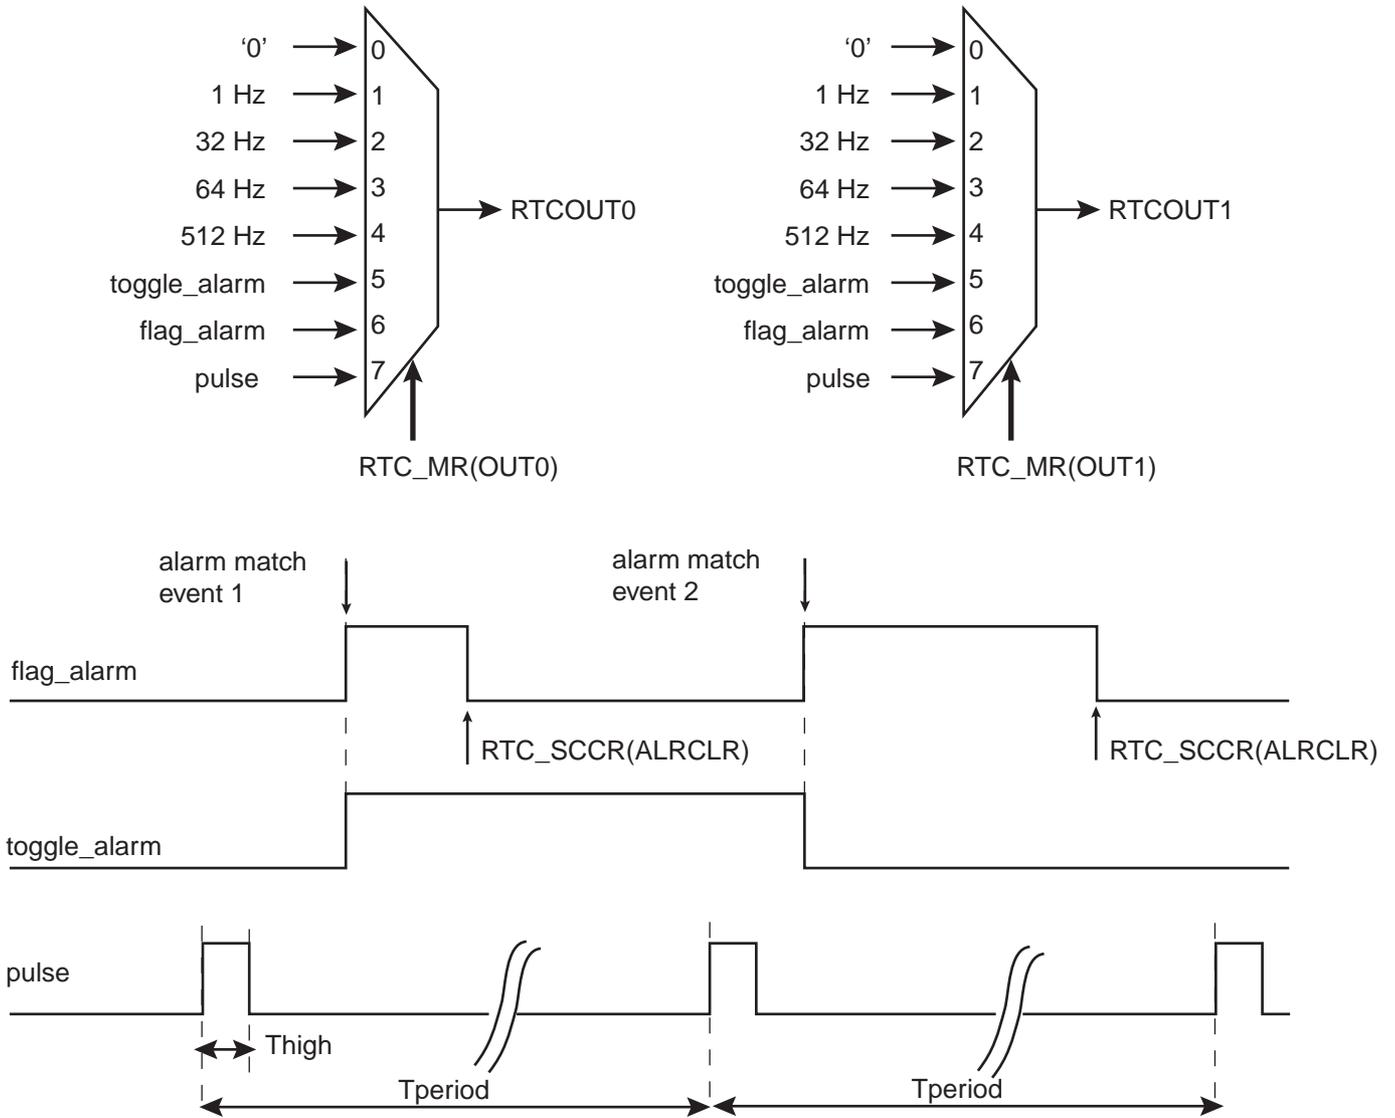 ‘0’
1 Hz
32 Hz
64 Hz
512 Hz
toggle_alarm
flag_alarm
pulse
0
1
2
3
4
5
6
7
RTCOUT0
RTC_MR(OUT0)
‘0’
1 Hz
32 Hz
64 Hz
512 Hz
toggle_alarm
flag_alarm
pulse
0
1
2
3
4
5
6
7
RTCOUT1
RTC_MR(OUT1)
alarm match
event 1
alarm match
event 2
flag_alarm
RTC_SCCR(ALRCLR)
RTC_SCCR(ALRCLR)
toggle_alarm
pulse
Thigh
Tperiod
Tperiod